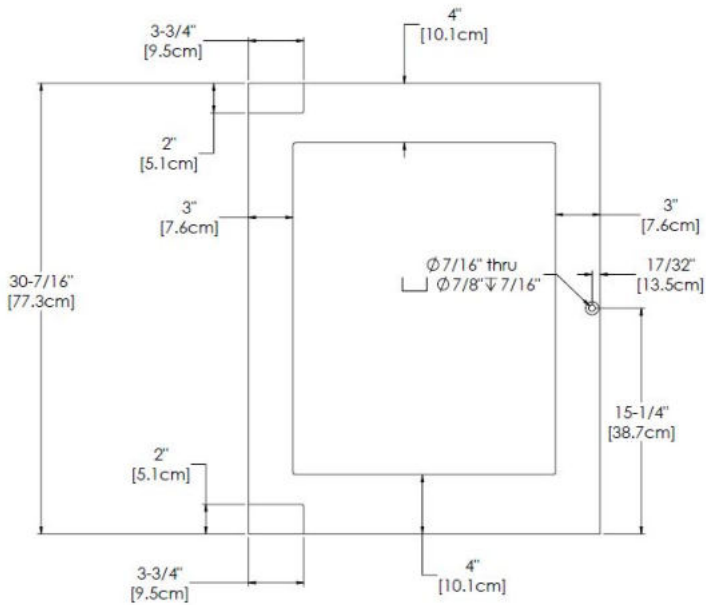 4"
[10.1cm]
3-3/4"
[9.5cm]
2"
[5.1cm]
3"
[7.6cm]
3"
[7.6cm]
Ø 7/16" thru
⌴ Ø 7/8" ↧ 7/16"
17/32"
[13.5cm]
30-7/16"
[77.3cm]
15-1/4"
[38.7cm]
2"
[5.1cm]
3-3/4"
[9.5cm]
4"
[10.1cm]